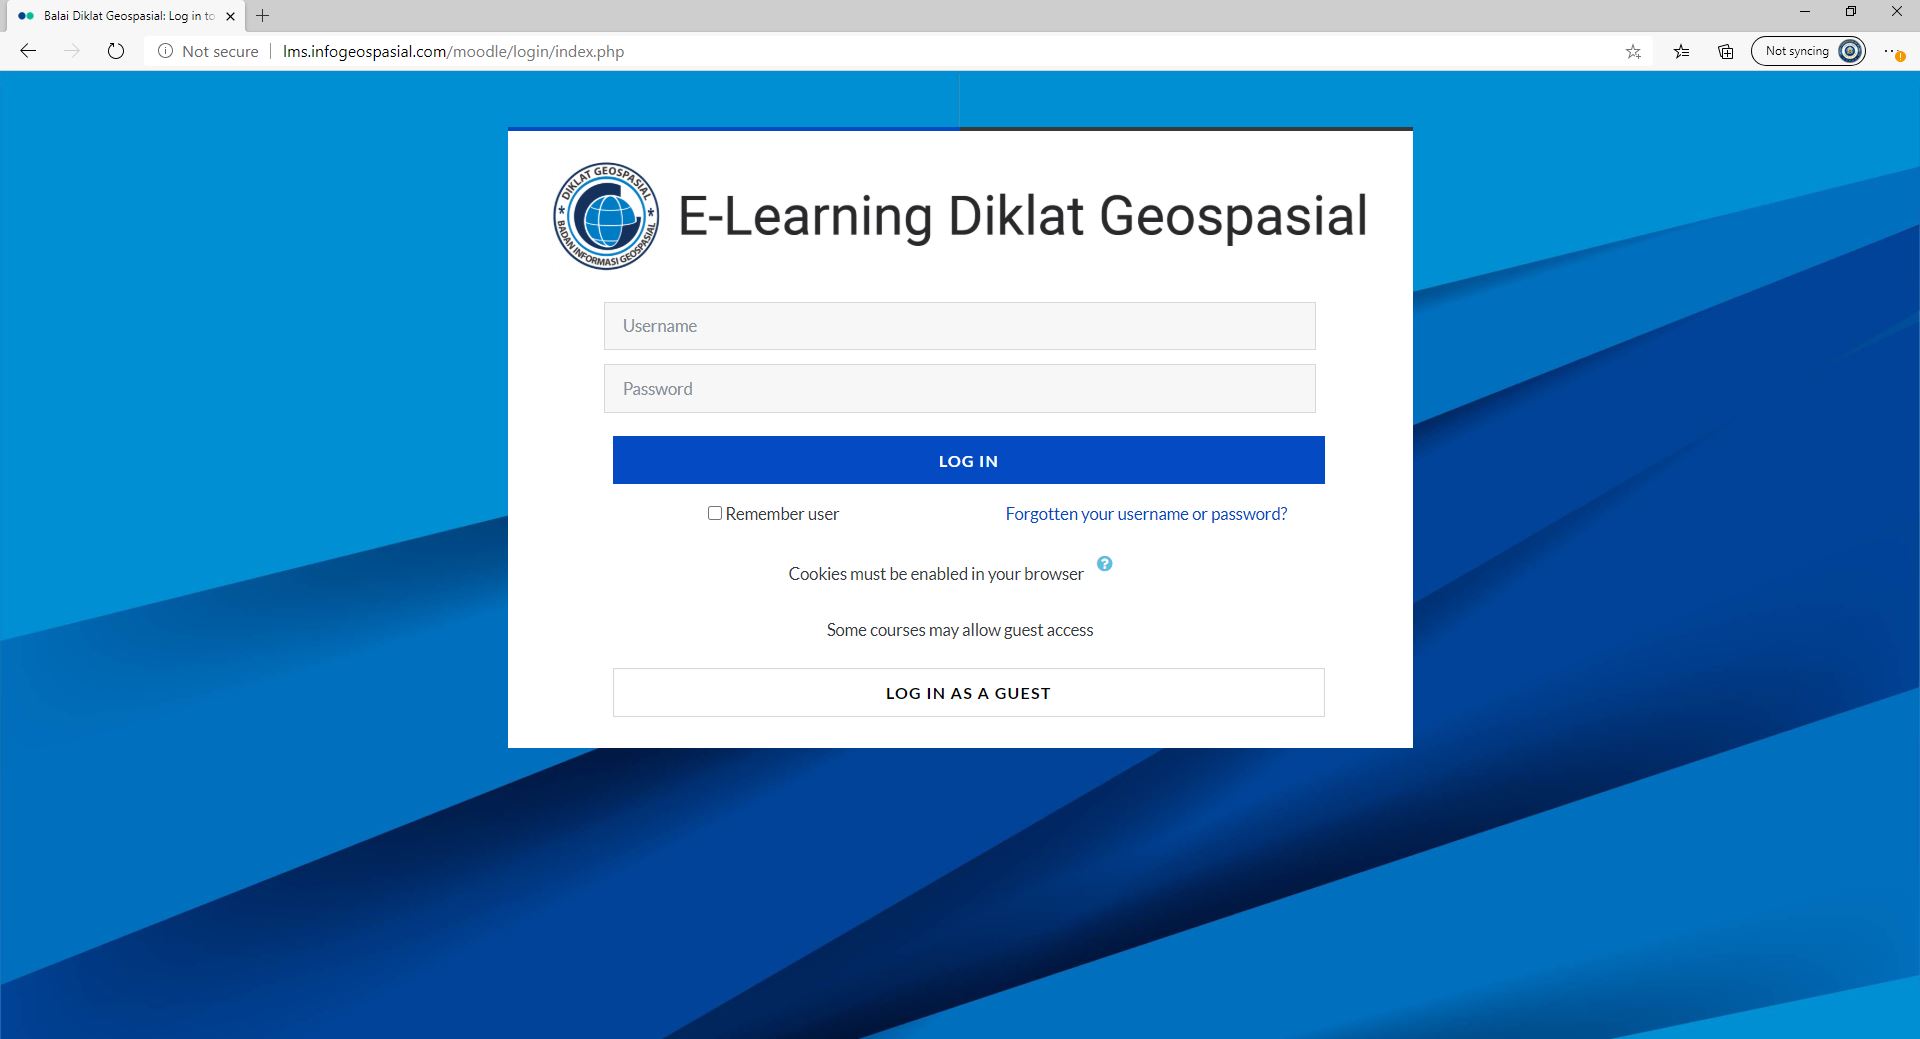 Balai Diklat Geospasial: Log in to
Not secure lms.infogeospasial.com/moodle/login/index.php Not syncing
DIKLAT GEOSPASIAL
BADAN INFORMASI GEOSPASIAL
E-Learning Diklat Geospasial
Username
Password
LOG IN
Remember user Forgotten your username or password?
Cookies must be enabled in your browser ?
Some courses may allow guest access
LOG IN AS A GUEST